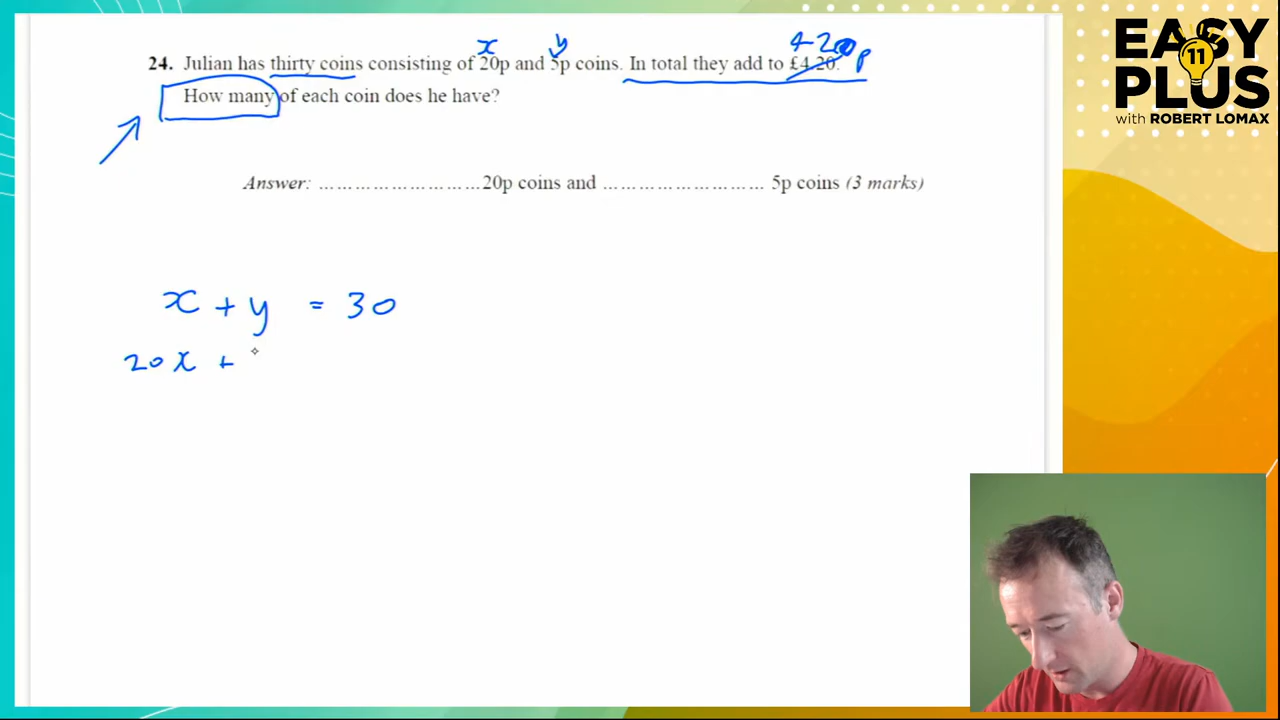 x y 4 20 p
24. Julian has thirty coins consisting of 20p and 5p coins. In total they add to £4.20.
How many of each coin does he have?
Answer: ........................20p coins and ........................ 5p coins (3 marks)
x + y = 30
20x +
EASY
11
PLUS
with ROBERT LOMAX